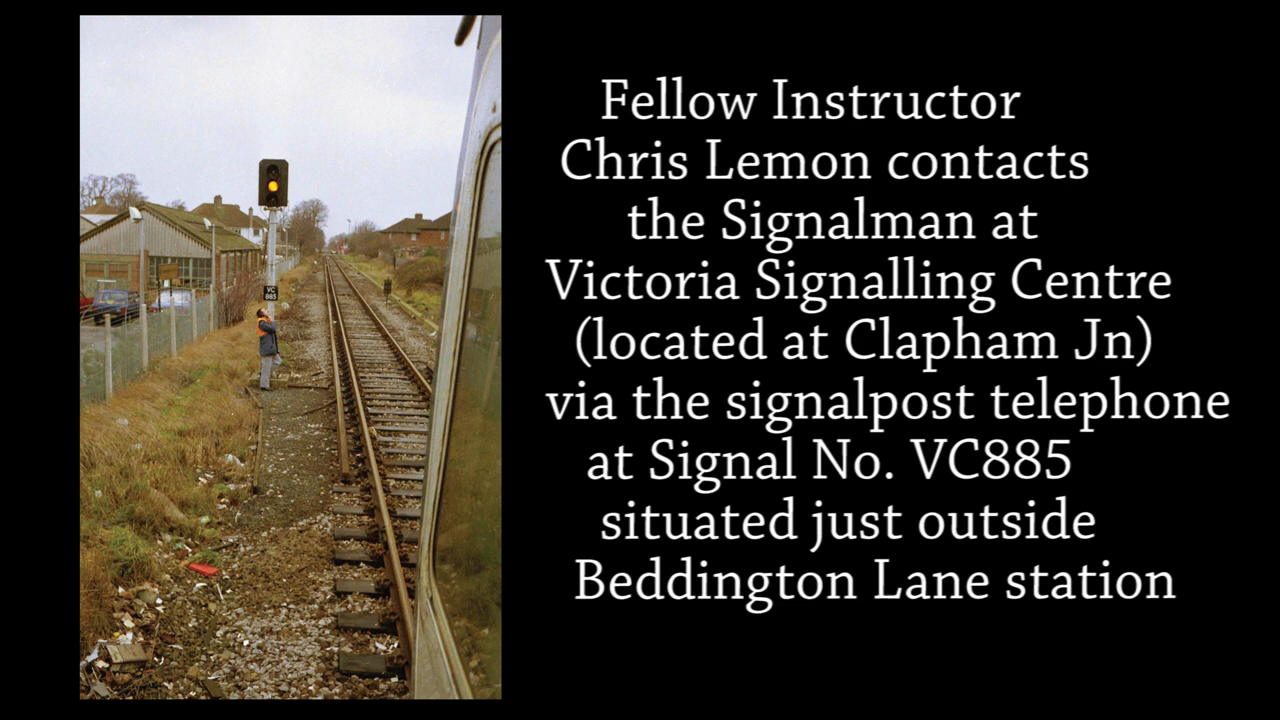 VC
885
Fellow Instructor
Chris Lemon contacts
the Signalman at
Victoria Signalling Centre
(located at Clapham Jn)
via the signalpost telephone
at Signal No. VC885
situated just outside
Beddington Lane station